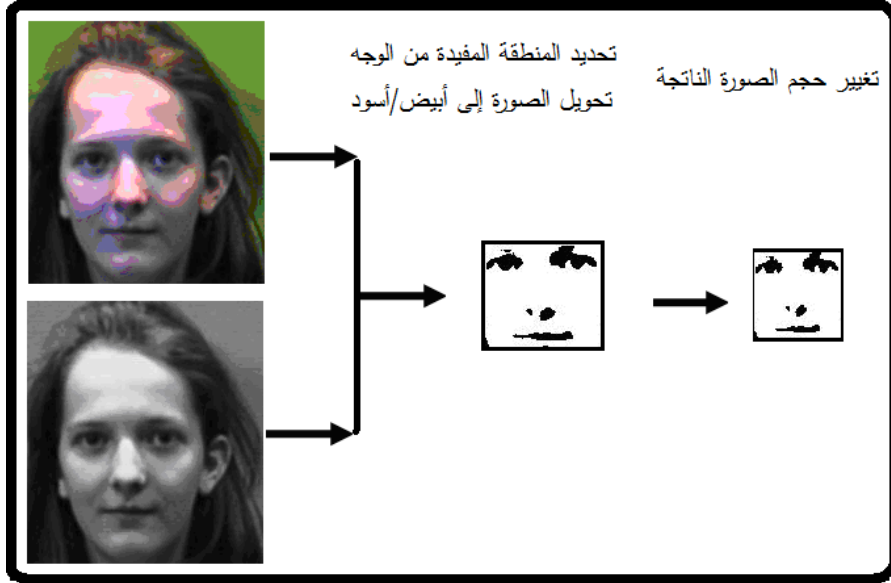 تحديد المنطقة المفيدة من الوجه
تحويل الصورة إلى أبيض/أسود
تغيير حجم الصورة الناتجة